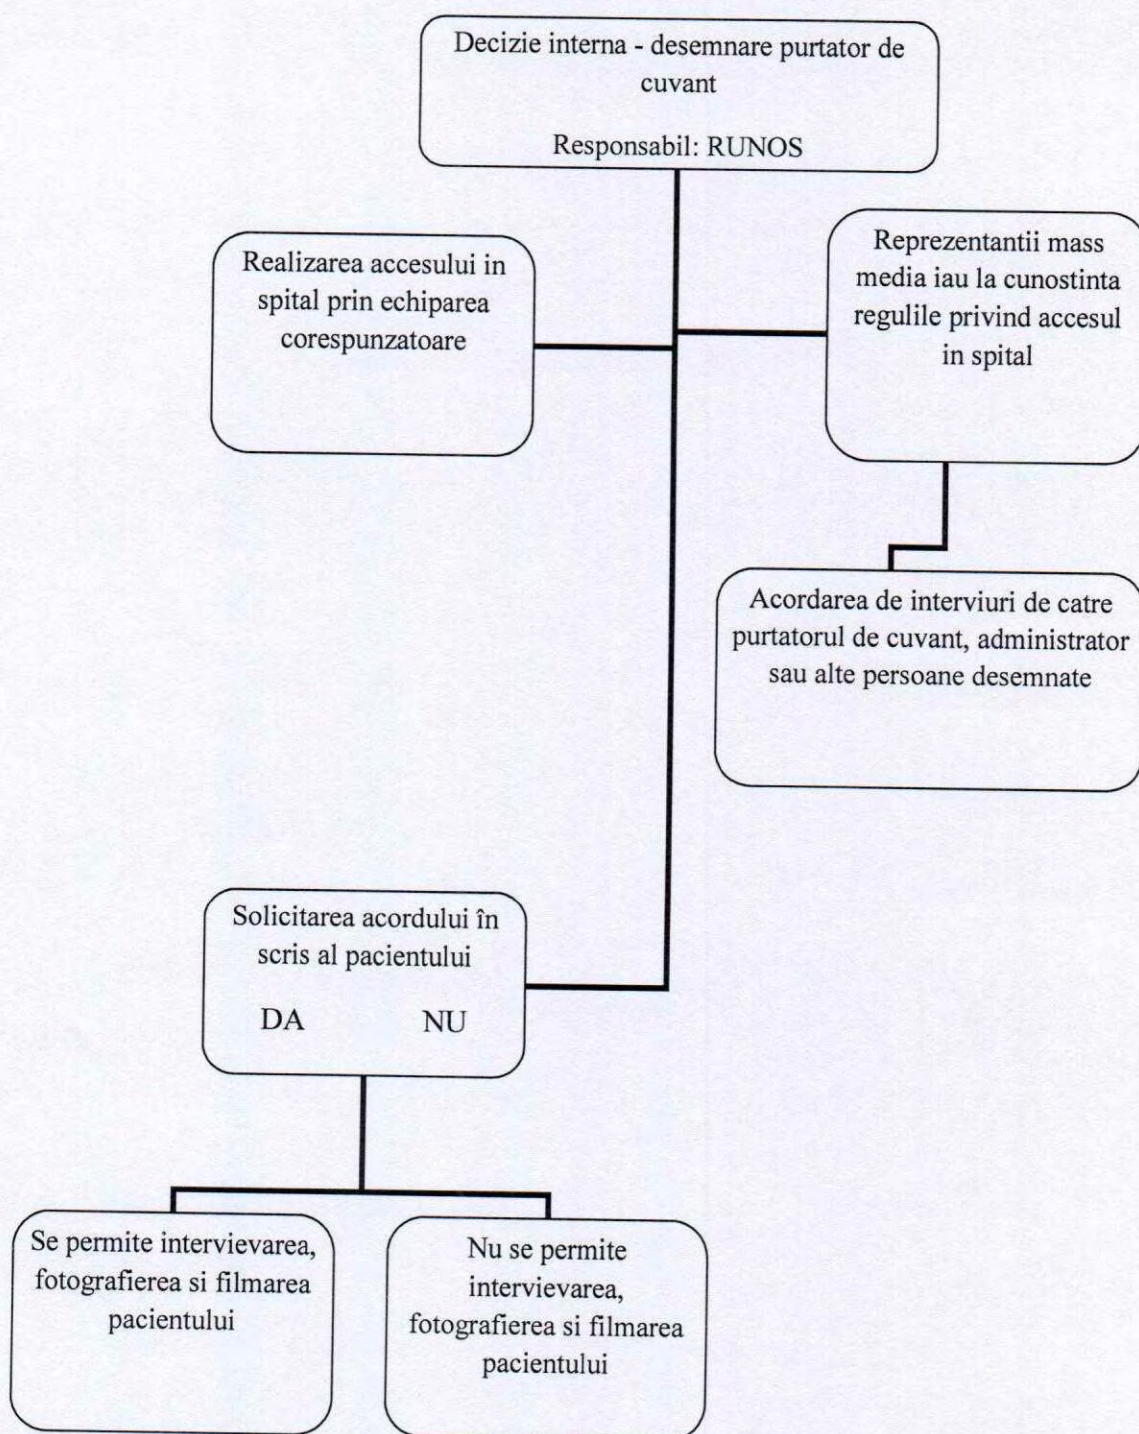 Decizie interna - desemnare purtator de
cuvant
Responsabil: RUNOS
Realizarea accesului in
spital prin echiparea
corespunzatoare
Reprezentantii mass
media iau la cunostinta
regulile privind accesul
in spital
Acordarea de interviuri de catre
purtatorul de cuvant, administrator
sau alte persoane desemnate
Solicitarea acordului în
scris al pacientului
DA NU
Se permite intervievarea,
fotografierea si filmarea
pacientului
Nu se permite
intervievarea,
fotografierea si filmarea
pacientului